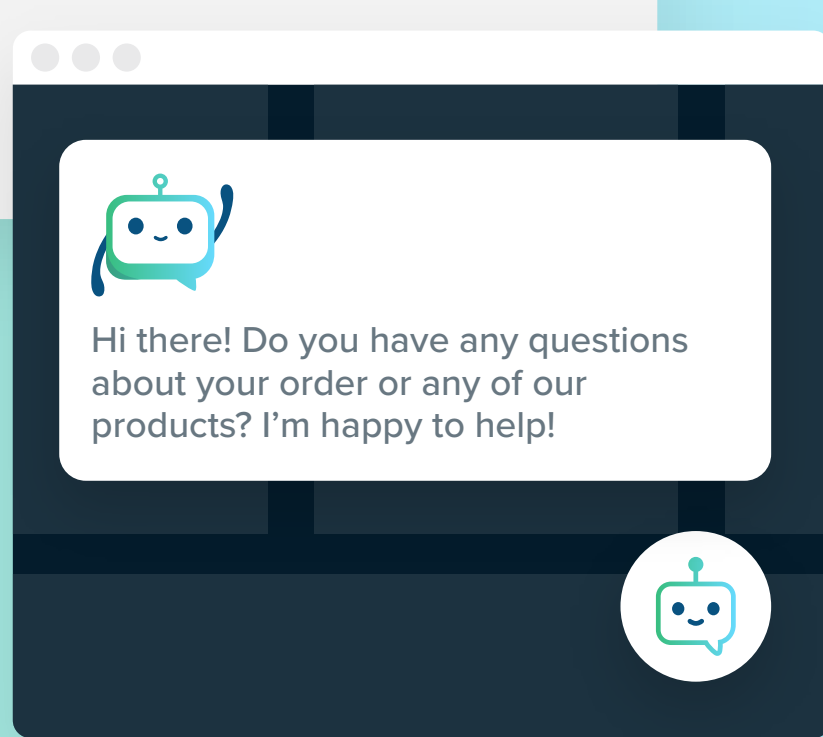 Hi there! Do you have any questions
about your order or any of our
products? I’m happy to help!